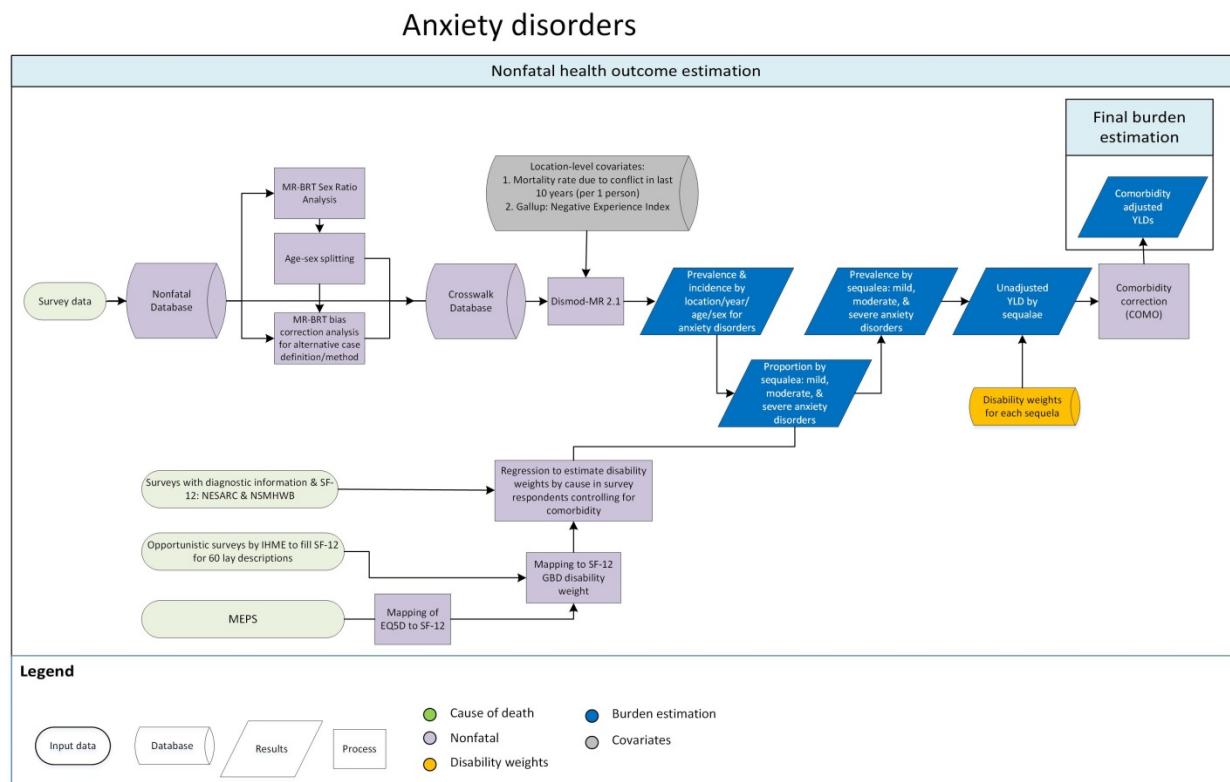 Anxiety disorders
Nonfatal health outcome estimation
Final burden
estimation
Location-level covariates:
1. Mortality rate due to conflict in last
10 years (per 1 person)
2. Gallup: Negative Experience Index
MR-BRT Sex Ratio
Analysis
Comorbidity
adjusted
YLDs
Age-sex splitting
Survey data
Nonfatal
Database
Crosswalk
Database
Dismod-MR 2.1
Prevalence &
incidence by
location/year/
age/sex for
anxiety disorders
Prevalence by
sequalea: mild,
moderate, &
severe anxiety
disorders
Unadjusted
YLD by
sequalae
Comorbidity
correction
(COMO)
MR-BRT bias
correction analysis
for alternative case
definition/method
Proportion by
sequalea: mild,
moderate, &
severe anxiety
disorders
Disability weights
for each sequela
Surveys with diagnostic information & SF-
12: NESARC & NSMHWB
Regression to estimate disability
weights by cause in survey
respondents controlling for
comorbidity
Opportunistic surveys by IHME to fill SF-12
for 60 lay descriptions
Mapping to SF-12
GBD disability
weight
MEPS
Mapping of
EQ5D to SF-12
Legend
Input data
Database
Results
Process
Cause of death
Nonfatal
Disability weights
Burden estimation
Covariates